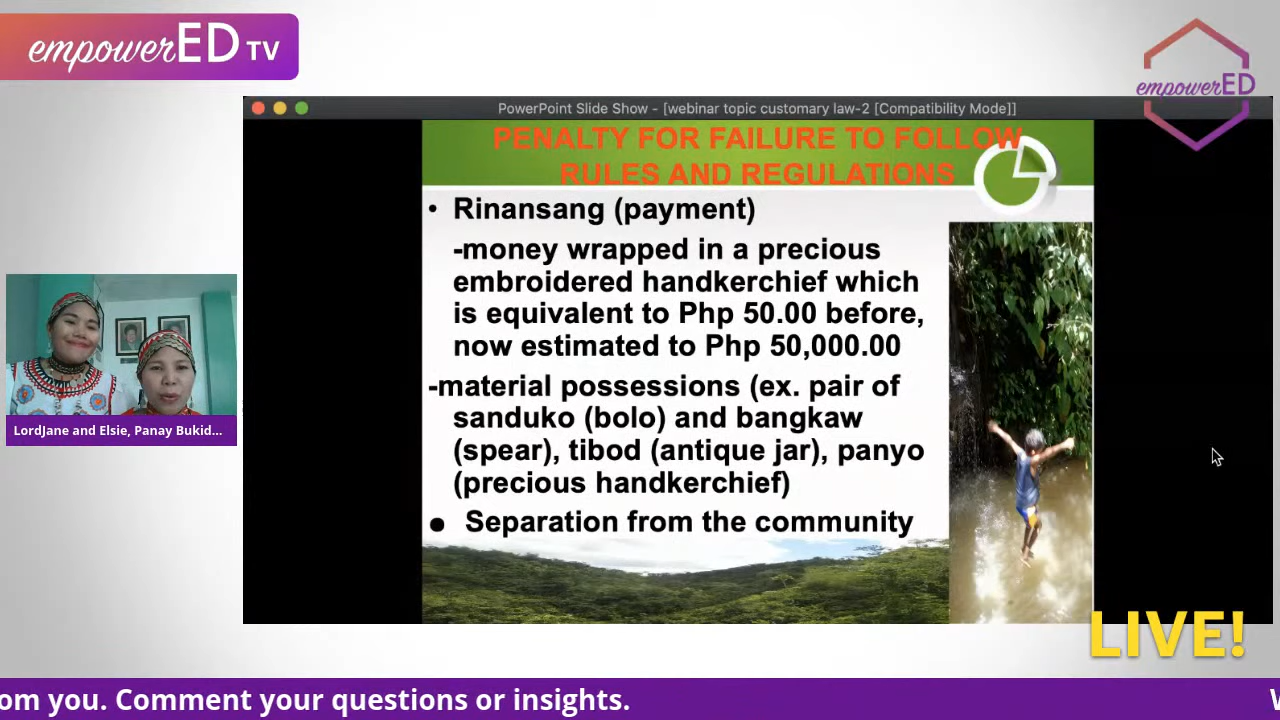 empowerED TV
empowerED
PowerPoint Slide Show - [webinar topic customary law-2 [Compatibility Mode]]
PENALTY FOR FAILURE TO FOLLOW
RULES AND REGULATIONS
• Rinansang (payment)
-money wrapped in a precious
embroidered handkerchief which
is equivalent to Php 50.00 before,
now estimated to Php 50,000.00
-material possessions (ex. pair of
sanduko (bolo) and bangkaw
(spear), tibod (antique jar), panyo
(precious handkerchief)
● Separation from the community
LordJane and Elsie, Panay Bukid...
LIVE!
om you. Comment your questions or insights.